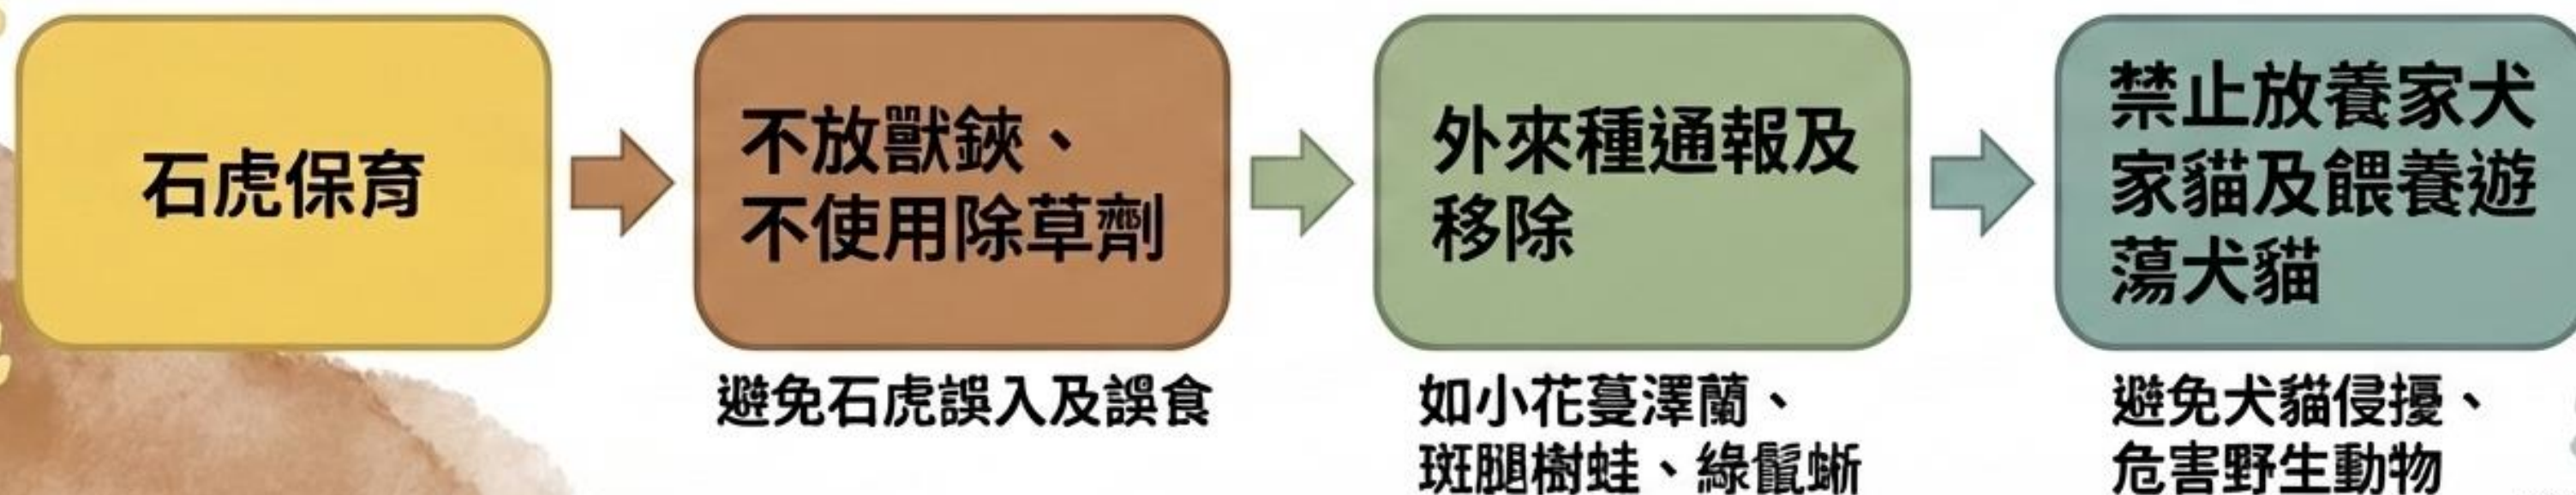 石虎保育
不放獸鋏、
不使用除草劑
避免石虎誤入及誤食
外來種通報及
移除
如小花蔓澤蘭、
斑腿樹蛙、綠鬣蜥
禁止放養家犬
家貓及餵養遊
蕩犬貓
避免犬貓侵擾、
危害野生動物